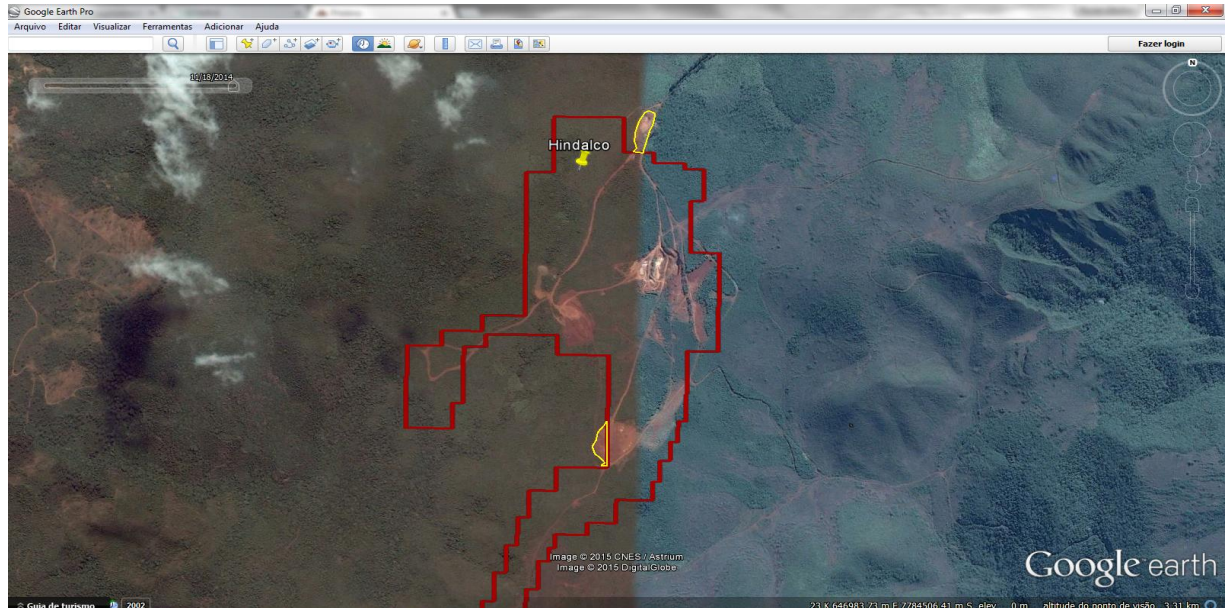 Google Earth Pro
Arquivo Editar Visualizar Ferramentas Adicionar Ajuda
Fazer login
11/18/2014
N
Hindalco
Image © 2015 CNES / Astrium
Image © 2015 DigitalGlobe
Google earth
Guia de turismo 2002
23 K 646983.73 m E 7784506.41 m S elev 0 m altitude do ponto de visão 3.31 km